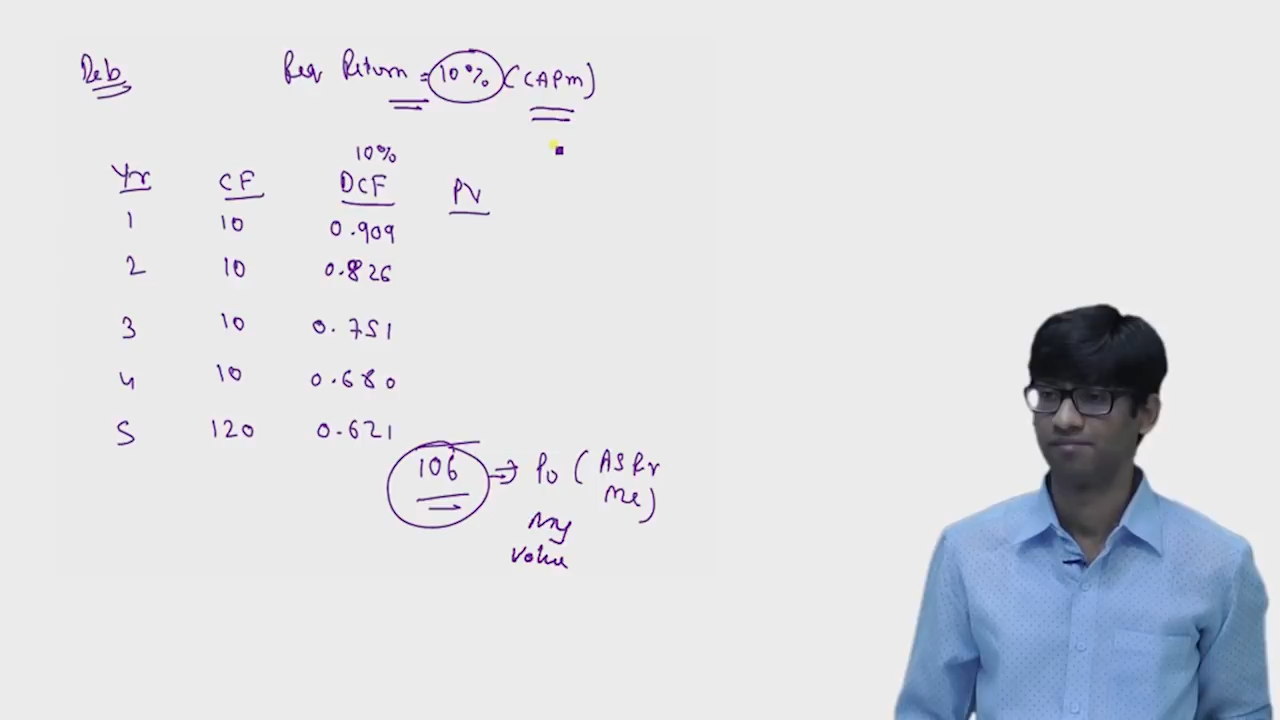 Deb
Req Return = 10% (CAPM)
10%
Yr CF DCF PV
1 10 0.909
2 10 0.826
3 10 0.751
4 10 0.680
5 120 0.621
106 → P0 (As Per
Me)
My
Value